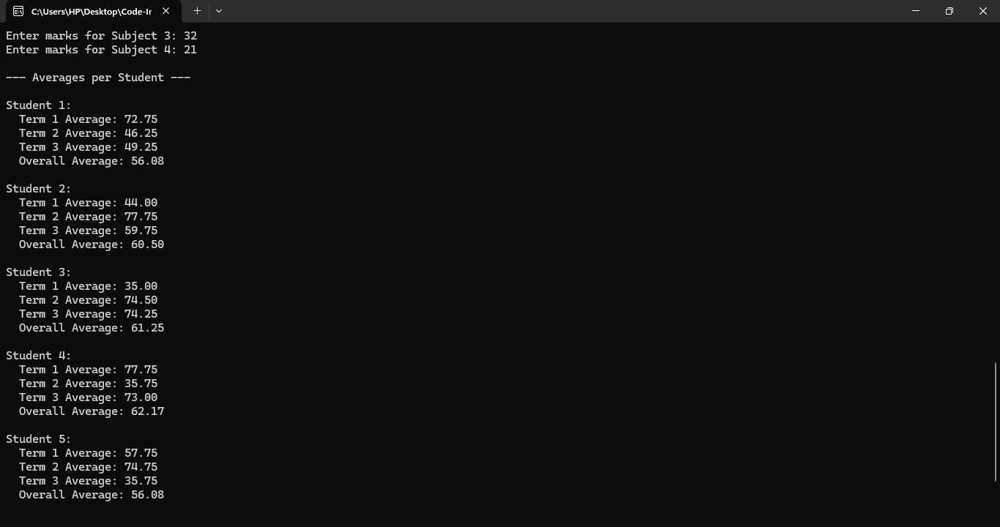 C:\Users\HP\Desktop\Code-Ir
Enter marks for Subject 3: 32
Enter marks for Subject 4: 21
--- Averages per Student ---
Student 1:
Term 1 Average: 72.75
Term 2 Average: 46.25
Term 3 Average: 49.25
Overall Average: 56.08
Student 2:
Term 1 Average: 44.00
Term 2 Average: 77.75
Term 3 Average: 59.75
Overall Average: 60.50
Student 3:
Term 1 Average: 35.00
Term 2 Average: 74.50
Term 3 Average: 74.25
Overall Average: 61.25
Student 4:
Term 1 Average: 77.75
Term 2 Average: 35.75
Term 3 Average: 73.00
Overall Average: 62.17
Student 5:
Term 1 Average: 57.75
Term 2 Average: 74.75
Term 3 Average: 35.75
Overall Average: 56.08